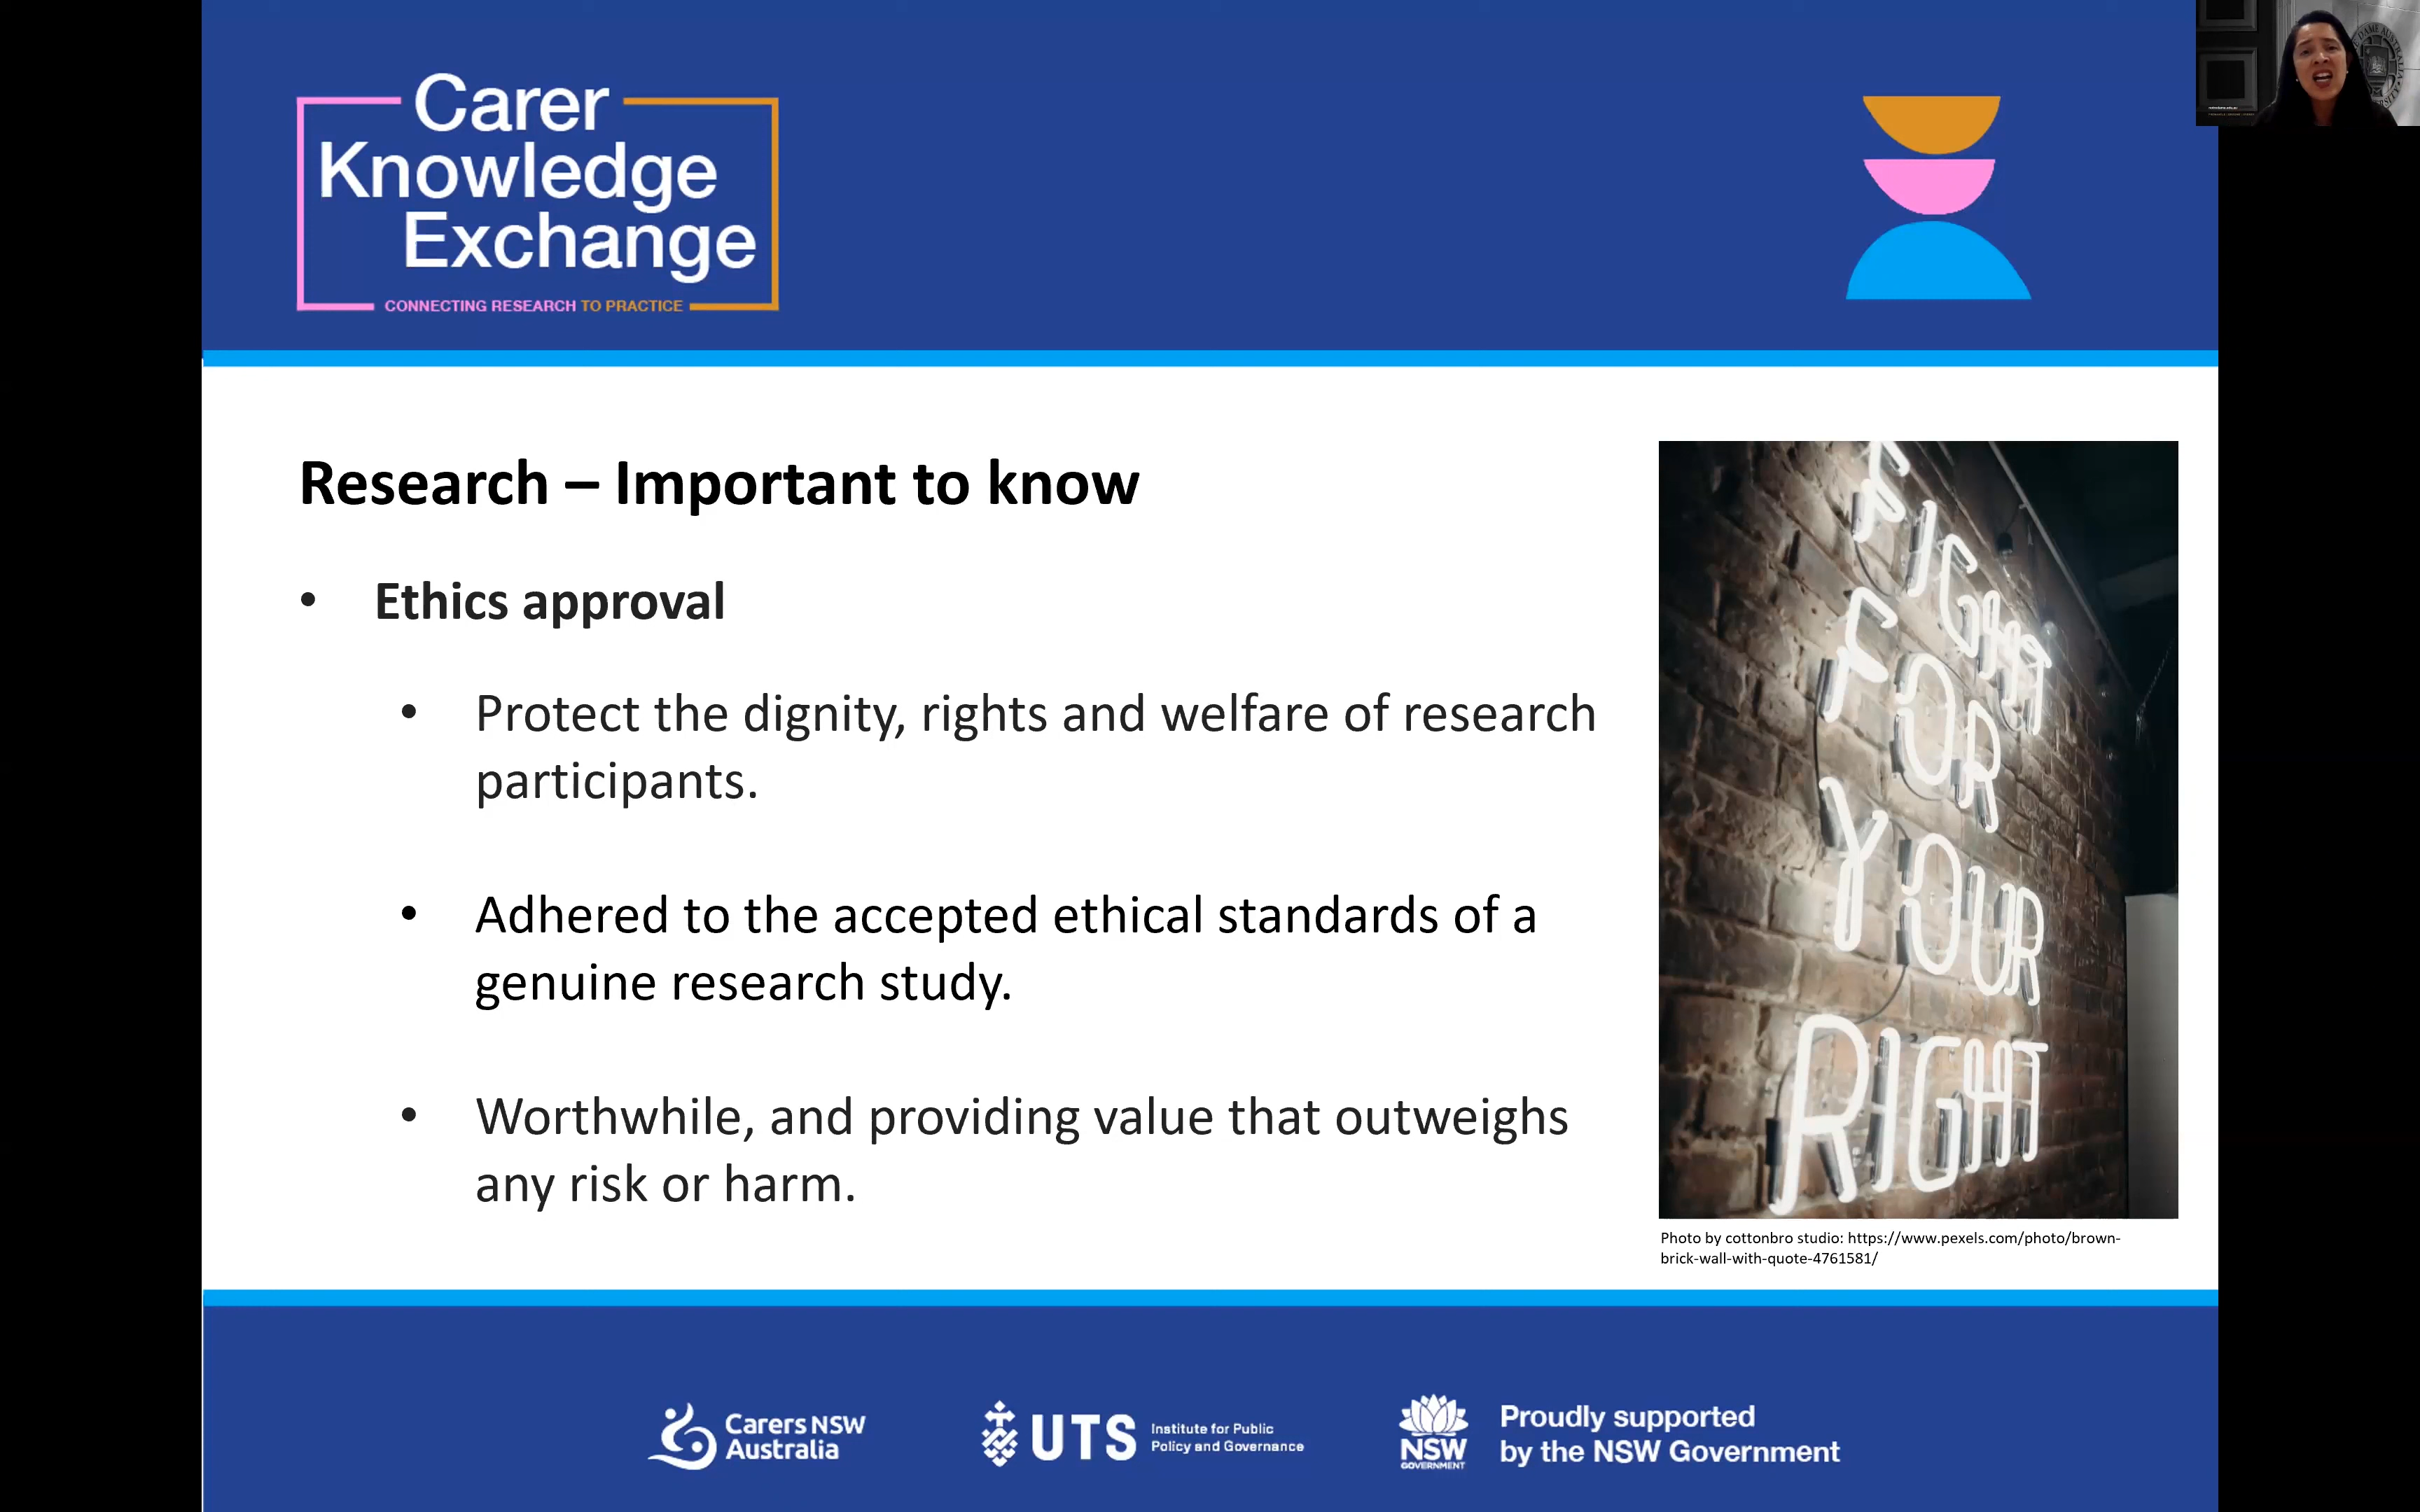 Carer
Knowledge
Exchange
CONNECTING RESEARCH TO PRACTICE
Research – Important to know
• Ethics approval
• Protect the dignity, rights and welfare of research
participants.
• Adhered to the accepted ethical standards of a
genuine research study.
• Worthwhile, and providing value that outweighs
any risk or harm.
FIGHT
FOR
YOUR
RIGHT
Photo by cottonbro studio: https://www.pexels.com/photo/brown-
brick-wall-with-quote-4761581/
Carers NSW
Australia
UTS
Institute for Public
Policy and Governance
NSW
GOVERNMENT
Proudly supported
by the NSW Government